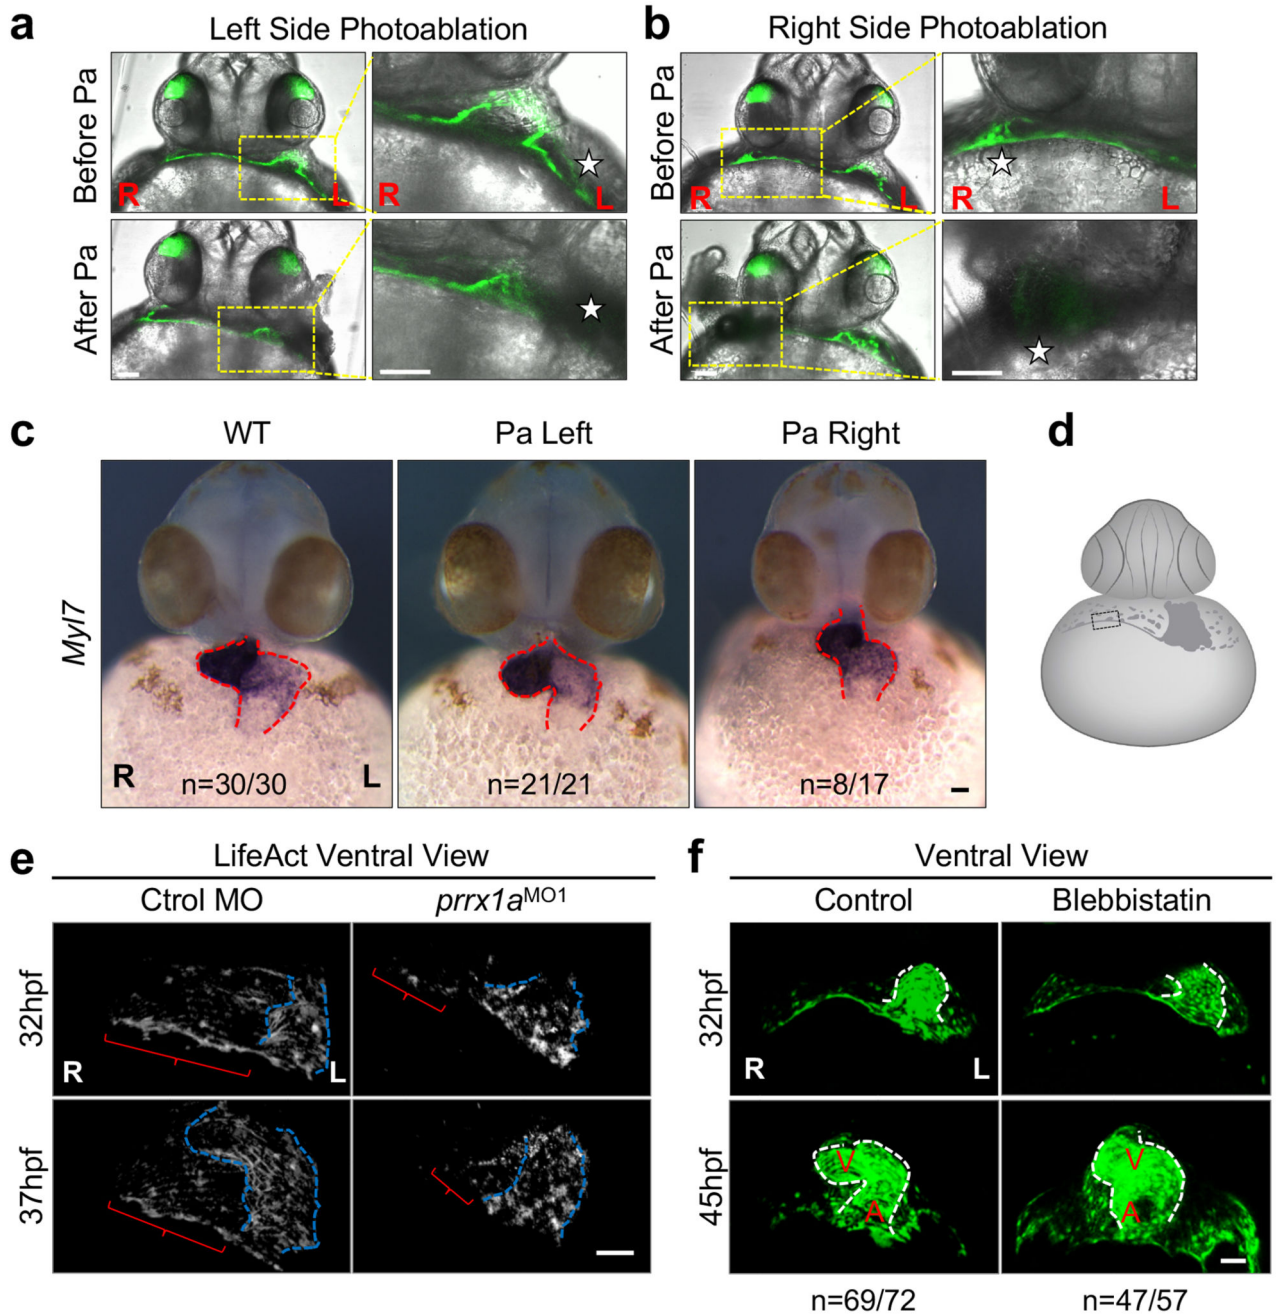 a
Left Side Photoablation
b
Right Side Photoablation
Before Pa
R
L
R
L
R
L
R
L
After Pa
After Pa
Before Pa
c
WT
Pa Left
Pa Right
d
Myl7
R
n=30/30
L
n=21/21
n=8/17
e
LifeAct Ventral View
Ctrol MO
prrx1aMO1
32hpf
R
L
37hpf
f
Ventral View
Control
Blebbistatin
32hpf
R
L
45hpf
V
A
V
A
n=69/72
n=47/57